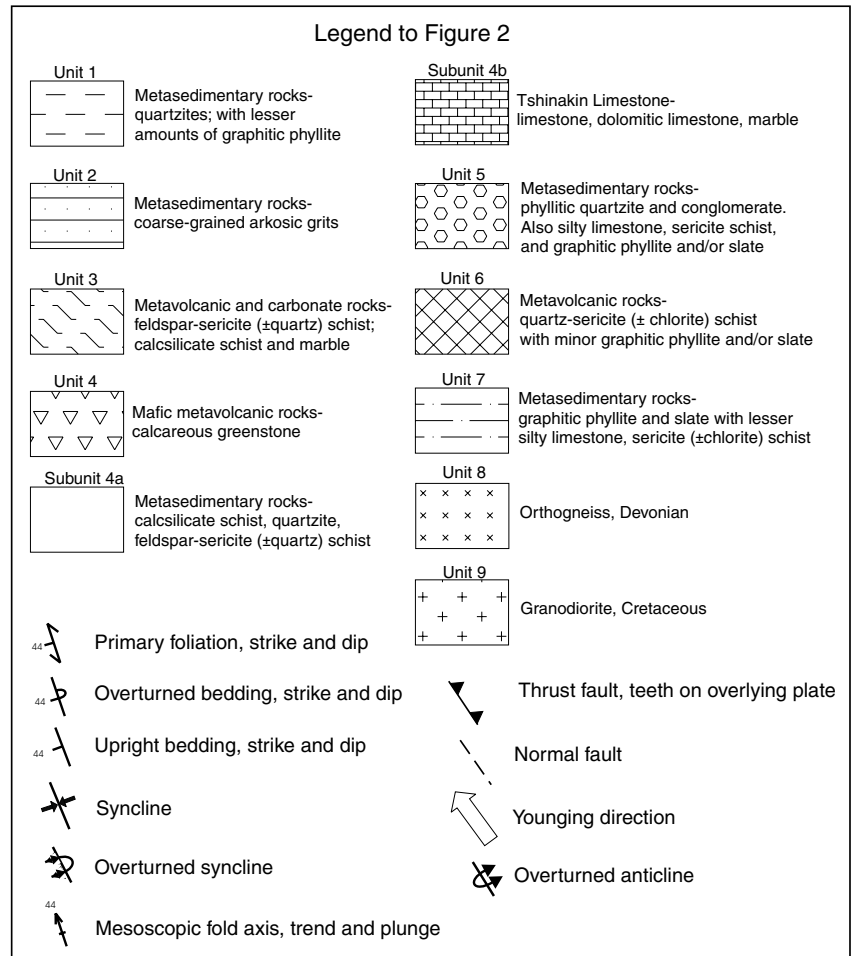 Legend to Figure 2
Unit 1
Metasedimentary rocks-
quartzites; with lesser
amounts of graphitic phyllite
Unit 2
Metasedimentary rocks-
coarse-grained arkosic grits
Unit 3
Metavolcanic and carbonate rocks-
feldspar-sericite (±quartz) schist;
calcsilicate schist and marble
Unit 4
Mafic metavolcanic rocks-
calcareous greenstone
Subunit 4a
Metasedimentary rocks-
calcsilicate schist, quartzite,
feldspar-sericite (±quartz) schist
Subunit 4b
Tshinakin Limestone-
limestone, dolomitic limestone, marble
Unit 5
Metasedimentary rocks-
phyllitic quartzite and conglomerate.
Also silty limestone, sericite schist,
and graphitic phyllite and/or slate
Unit 6
Metavolcanic rocks-
quartz-sericite (± chlorite) schist
with minor graphitic phyllite and/or slate
Unit 7
Metasedimentary rocks-
graphitic phyllite and slate with lesser
silty limestone, sericite (±chlorite) schist
Unit 8
Orthogneiss, Devonian
Unit 9
Granodiorite, Cretaceous
44
Primary foliation, strike and dip
44
Overturned bedding, strike and dip
44
Upright bedding, strike and dip
Syncline
Overturned syncline
44
Mesoscopic fold axis, trend and plunge
Thrust fault, teeth on overlying plate
Normal fault
Younging direction
Overturned anticline